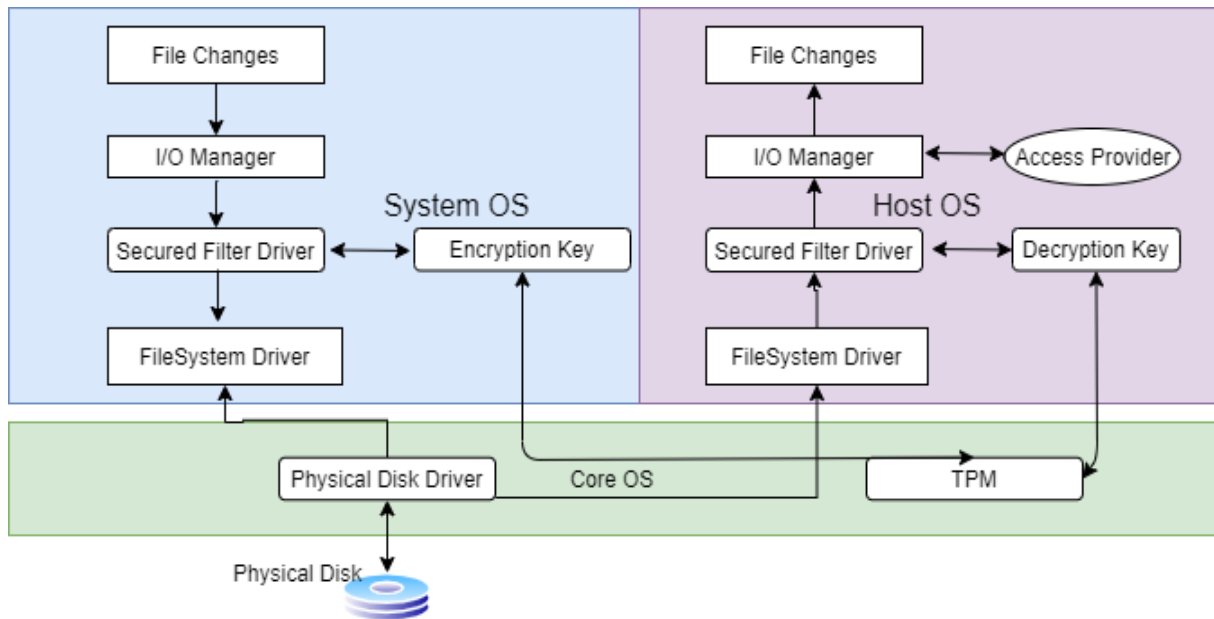 File Changes
I/O Manager
System OS
Secured Filter Driver
Encryption Key
FileSystem Driver
File Changes
I/O Manager
Access Provider
Host OS
Secured Filter Driver
Decryption Key
FileSystem Driver
Physical Disk Driver
Core OS
TPM
Physical Disk